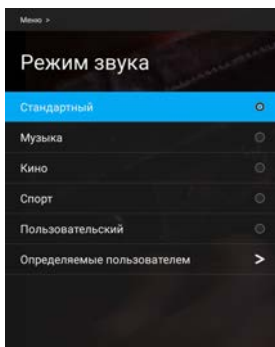 Меню >
Режим звука
Стандартный
Музыка
Кино
Спорт
Пользовательский
Определяемые пользователем >